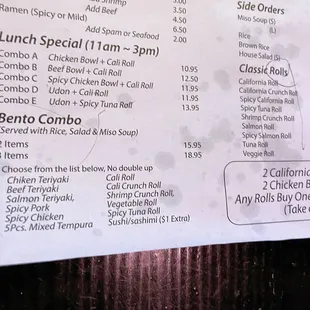 Shrimp 3.00
Ramen (Spicy or Mild)
Add Beef 3.50
4.50
Add Spam or Seafood 6.50
2.00
Lunch Special (11am ~ 3pm)
Combo A Chicken Bowl + Cali Roll
Combo B Beef Bowl + Cali Roll 10.95
Combo C Spicy Chicken Bowl + Cali Roll 12.50
Combo D Udon + Cali Roll 11.95
Combo E Udon + Spicy Tuna Roll 11.95
13.95
Bento Combo
(Served with Rice, Salad & Miso Soup)
2 Items 15.95
3 Items 18.95
Choose from the list below, No double up
Chiken Teriyaki Cali Roll
Beef Teriyaki Cali Crunch Roll
Salmon Teriyaki, Shrimp Crunch Roll,
Spicy Pork Vegetable Roll
Spicy Chicken Spicy Tuna Roll
5Pcs. Mixed Tempura Sushi/sashimi ($1 Extra)
Side Orders
Miso Soup (S)
(L)
Rice
Brown Rice
House Salad
Classic Rolls
California Roll
California Crunch Roll
Spicy California Roll
Spicy Tuna Roll
Shrimp Crunch Roll
Salmon Roll
Spicy Salmon Roll
Tuna Roll
Veggie Roll
2 California
2 Chicken B
Any Rolls Buy One
(Take